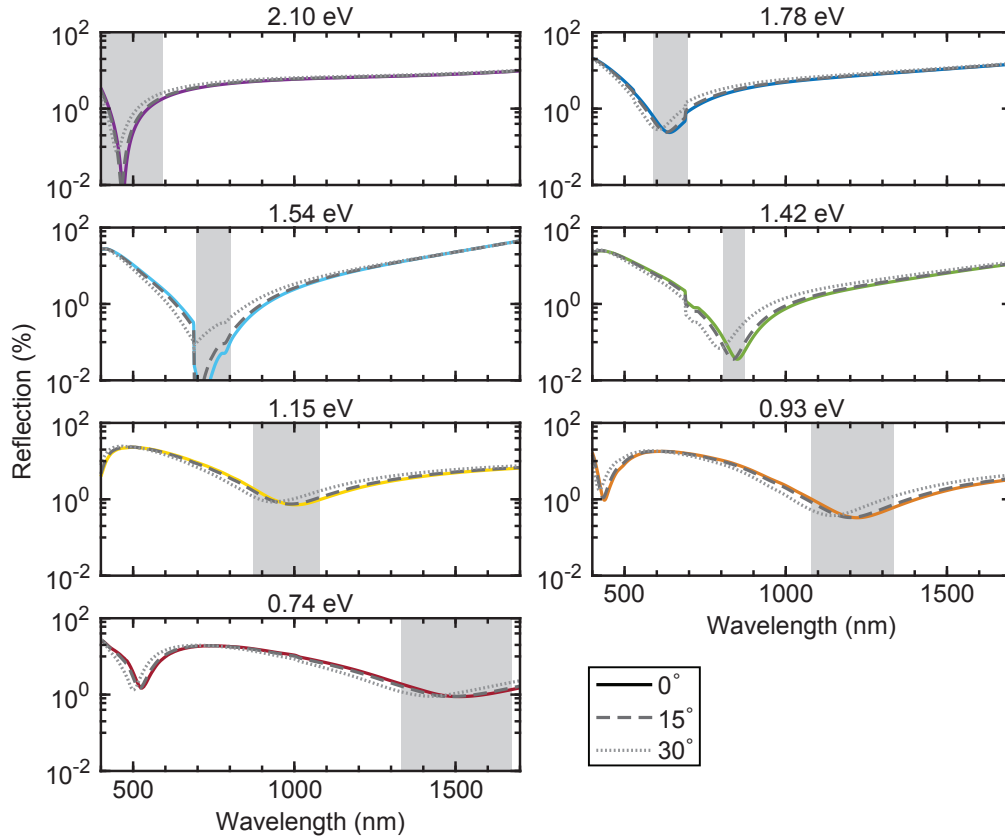 2.10 eV
1.78 eV
10²
10⁰
10⁻²
10²
10⁰
10⁻²
1.54 eV
1.42 eV
10²
10⁰
10⁻²
10²
10⁰
10⁻²
Reflection (%)
1.15 eV
0.93 eV
10²
10⁰
10⁻²
10²
10⁰
10⁻²
500 1000 1500
Wavelength (nm)
0.74 eV
10²
10⁰
10⁻²
500 1000 1500
Wavelength (nm)
0°
15°
30°